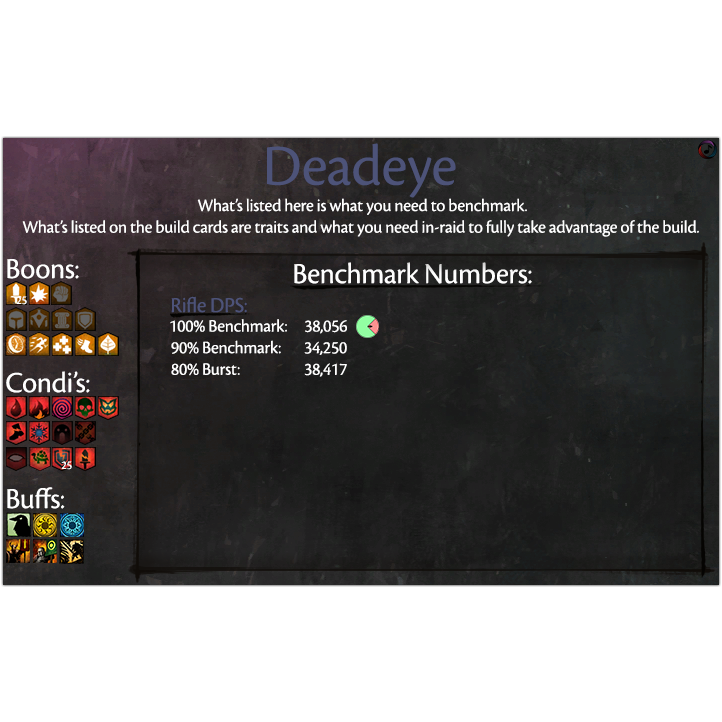 Deadeye
What's listed here is what you need to benchmark.
What's listed on the build cards are traits and what you need in-raid to fully take advantage of the build.
Boons:
25
Benchmark Numbers:
Rifle DPS:
100% Benchmark: 38,056
90% Benchmark: 34,250
80% Burst: 38,417
Condi's:
25
Buffs: